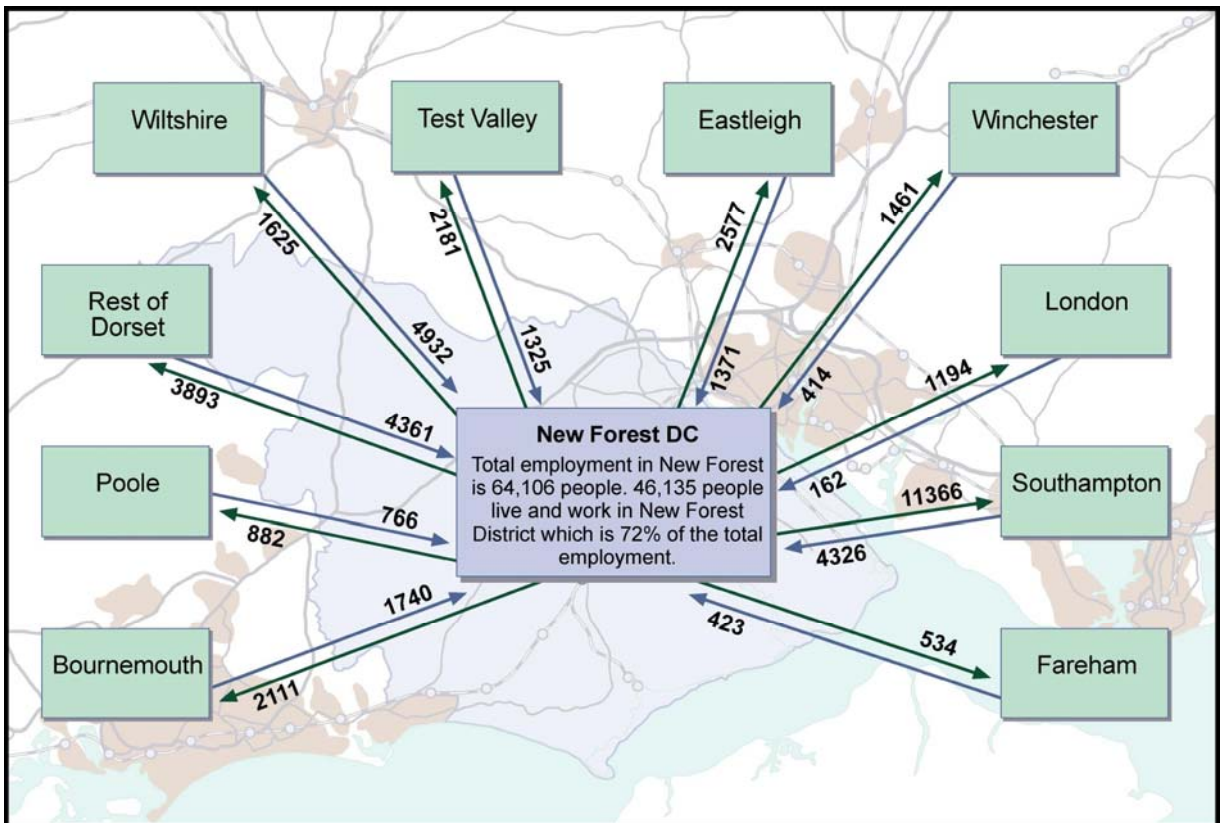 Wiltshire
Test Valley
Eastleigh
Winchester
1625
2181
2577
1461
Rest of
Dorset
London
4932
1325
1371
414
1194
3893
4361
162
New Forest DC
Total employment in New Forest
is 64,106 people. 46,135 people
live and work in New Forest
District which is 72% of the total
employment.
Poole
Southampton
766
882
11366
4326
Bournemouth
Fareham
1740
2111
423
534